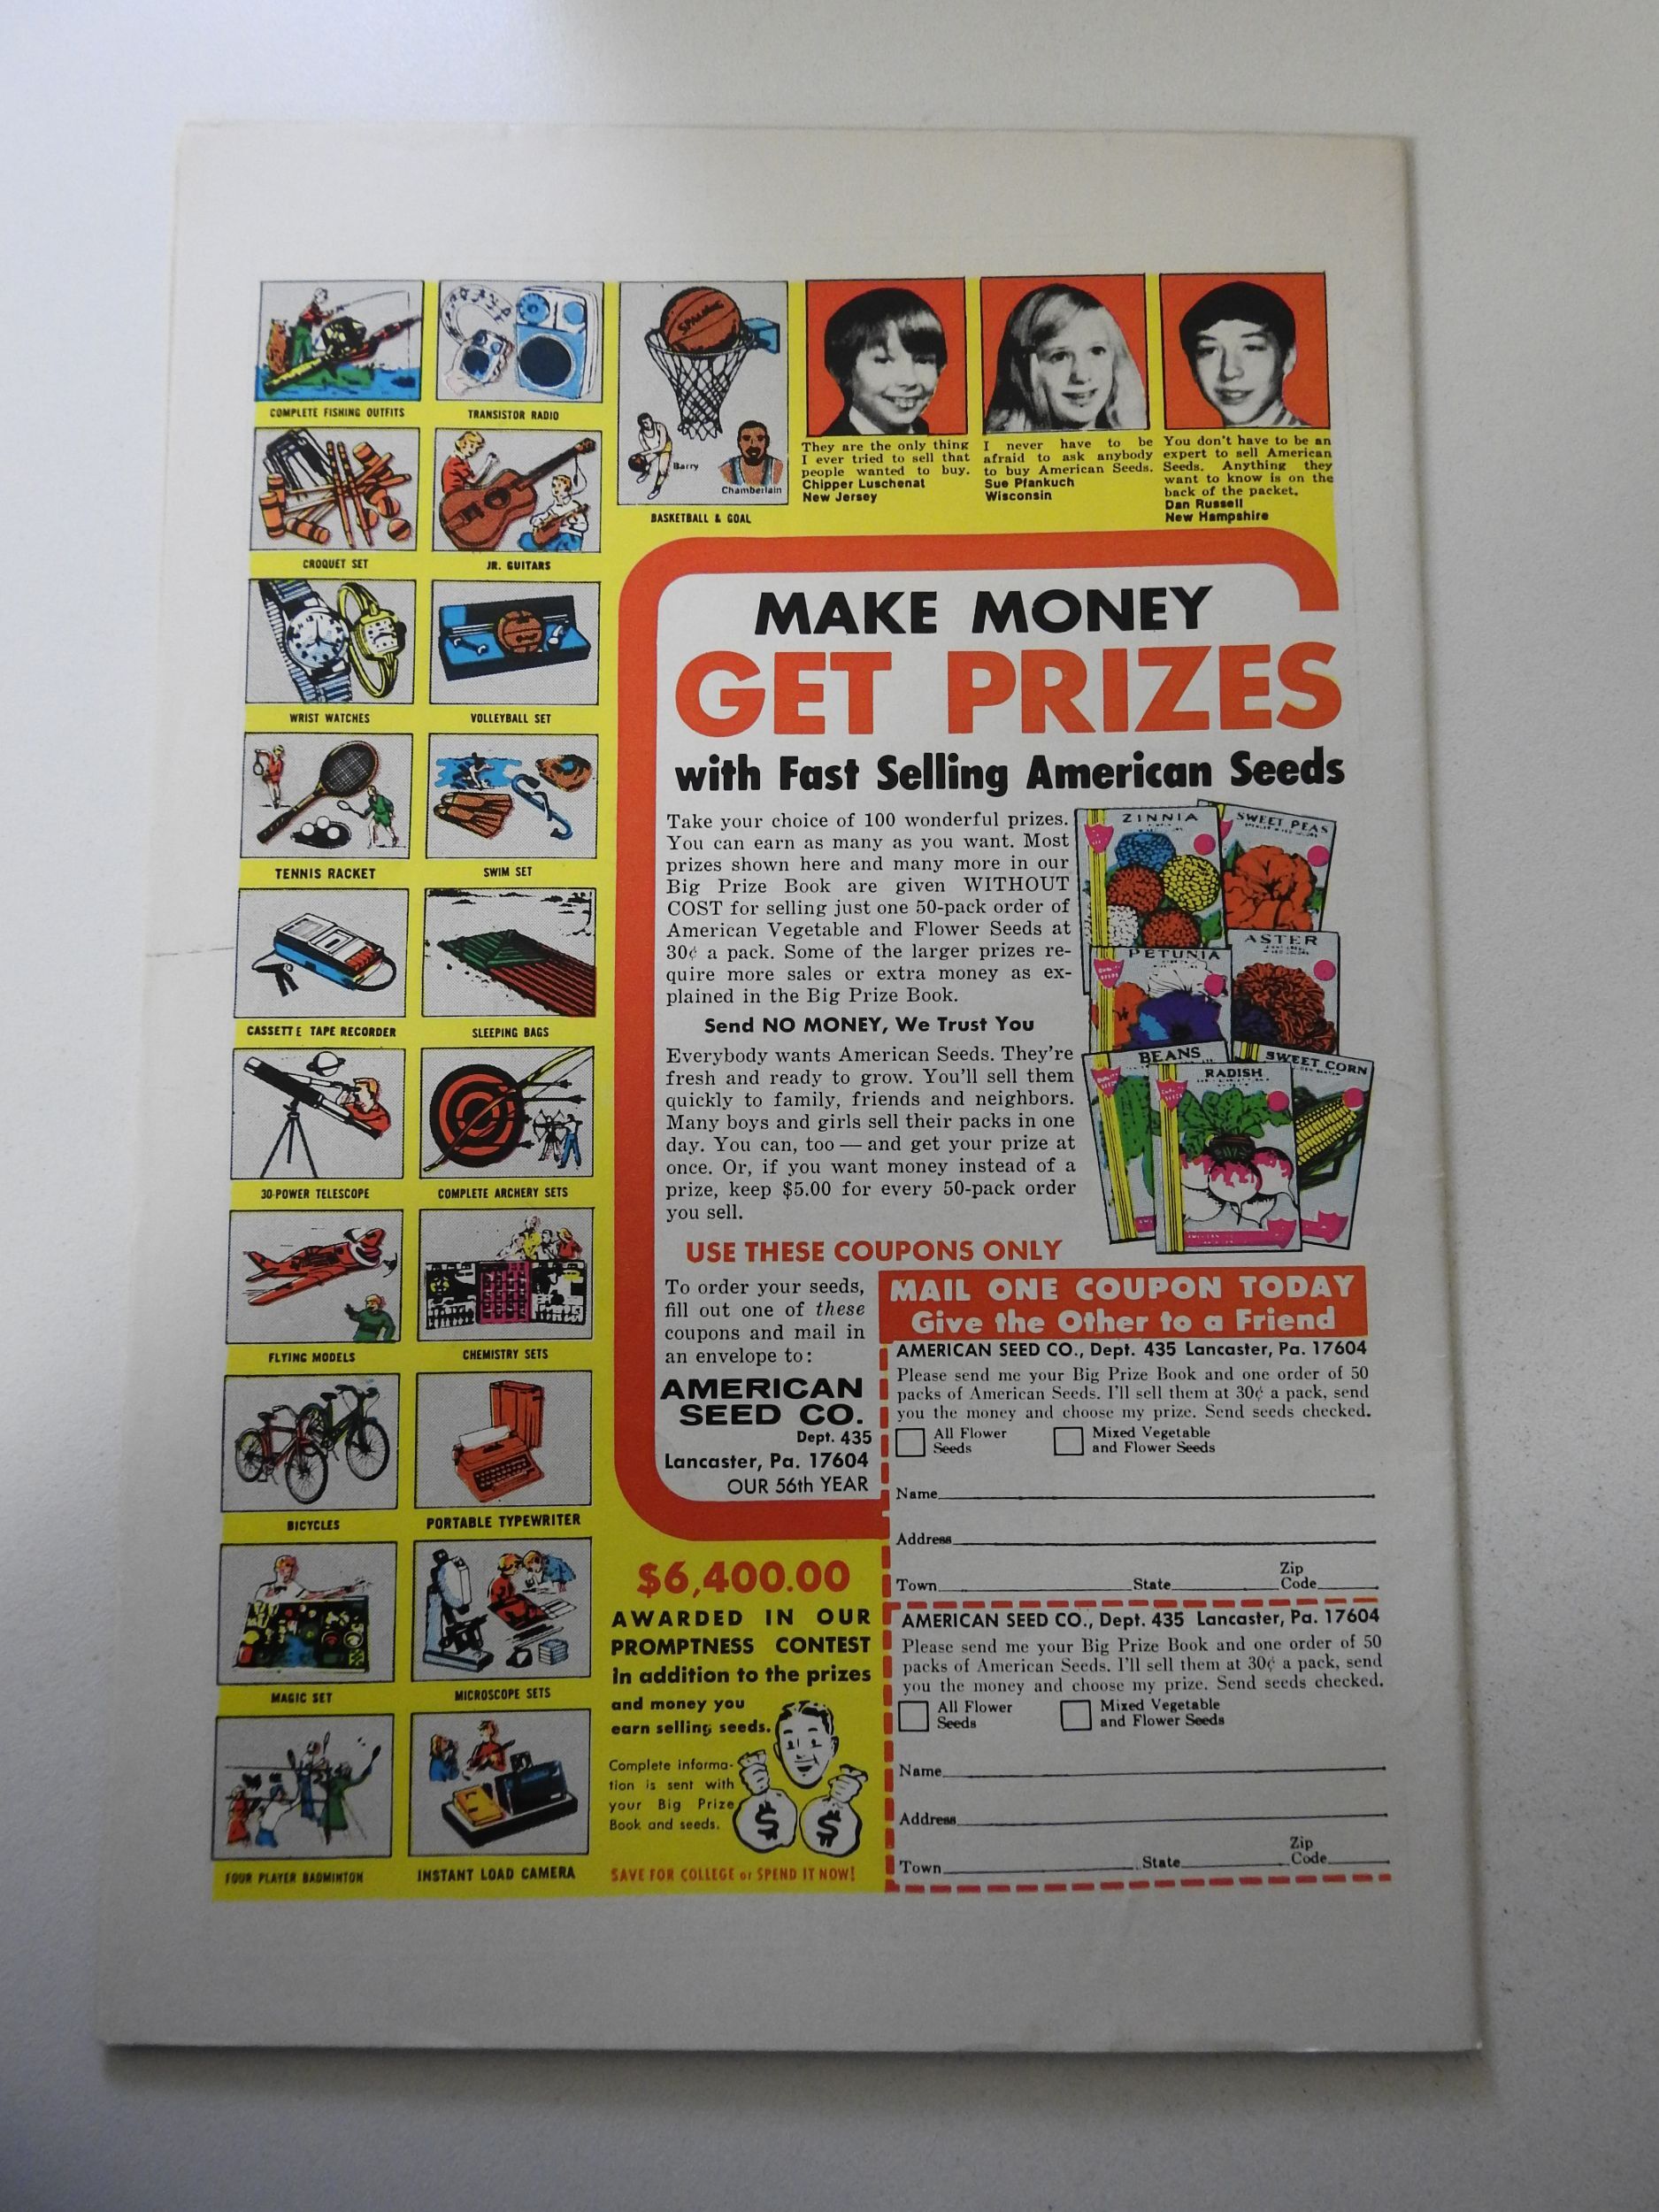 COMPLETE FISHING OUTFITS
TRANSISTOR RADIO
CROQUET SET
JR. GUITARS
WRIST WATCHES
VOLLEYBALL SET
TENNIS RACKET
SWIM SET
CASSETTE TAPE RECORDER
SLEEPING BAGS
30-POWER TELESCOPE
COMPLETE ARCHERY SETS
FLYING MODELS
CHEMISTRY SETS
BICYCLES
PORTABLE TYPEWRITER
MAGIC SET
MICROSCOPE SETS
FOUR PLAYER BADMINTON
INSTANT LOAD CAMERA
SPALDING
Barry
Chamberlain
BASKETBALL & GOAL
They are the only thing
I ever tried to sell that
people wanted to buy.
Chipper Luschenat
New Jersey
I never have to be
afraid to ask anybody
to buy American Seeds.
Sue Pfankuch
Wisconsin
You don't have to be an
expert to sell American
Seeds. Anything they
want to know is on the
back of the packet.
Dan Russell
New Hampshire
MAKE MONEY
GET PRIZES
with Fast Selling American Seeds
Take your choice of 100 wonderful prizes.
You can earn as many as you want. Most
prizes shown here and many more in our
Big Prize Book are given WITHOUT
COST for selling just one 50-pack order of
American Vegetable and Flower Seeds at
30¢ a pack. Some of the larger prizes re-
quire more sales or extra money as ex-
plained in the Big Prize Book.
Send NO MONEY, We Trust You
Everybody wants American Seeds. They're
fresh and ready to grow. You'll sell them
quickly to family, friends and neighbors.
Many boys and girls sell their packs in one
day. You can, too — and get your prize at
once. Or, if you want money instead of a
prize, keep $5.00 for every 50-pack order
you sell.
ZINNIA
SWEET PEAS
PETUNIA
ASTER
BEANS
SWEET CORN
RADISH
USE THESE COUPONS ONLY
To order your seeds,
fill out one of these
coupons and mail in
an envelope to:
AMERICAN
SEED CO.
Dept. 435
Lancaster, Pa. 17604
OUR 56th YEAR
$6,400.00
AWARDED IN OUR
PROMPTNESS CONTEST
in addition to the prizes
and money you
earn selling seeds.
Complete informa-
tion is sent with
your Big Prize
Book and seeds.
$ $
SAVE FOR COLLEGE or SPEND IT NOW!
MAIL ONE COUPON TODAY
Give the Other to a Friend
AMERICAN SEED CO., Dept. 435 Lancaster, Pa. 17604
Please send me your Big Prize Book and one order of 50
packs of American Seeds. I'll sell them at 30¢ a pack, send
you the money and choose my prize. Send seeds checked.
All Flower Seeds
Mixed Vegetable and Flower Seeds
Name
Address
Town State Zip Code
AMERICAN SEED CO., Dept. 435 Lancaster, Pa. 17604
Please send me your Big Prize Book and one order of 50
packs of American Seeds. I'll sell them at 30¢ a pack, send
you the money and choose my prize. Send seeds checked.
All Flower Seeds
Mixed Vegetable and Flower Seeds
Name
Address
Town State Zip Code